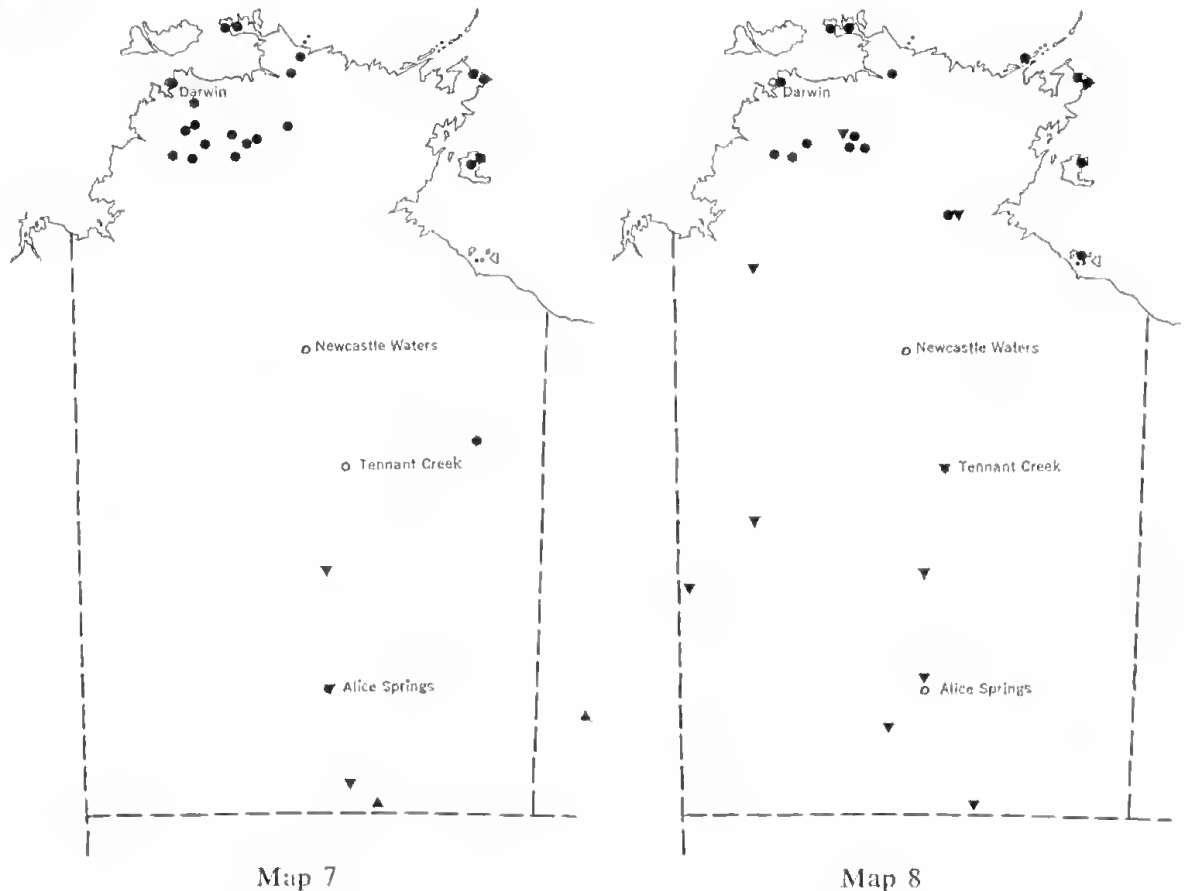 Darwin
Newcastle Waters
Tennant Creek
Alice Springs
Map 7
Darwin
Newcastle Waters
Tennant Creek
Alice Springs
Map 8